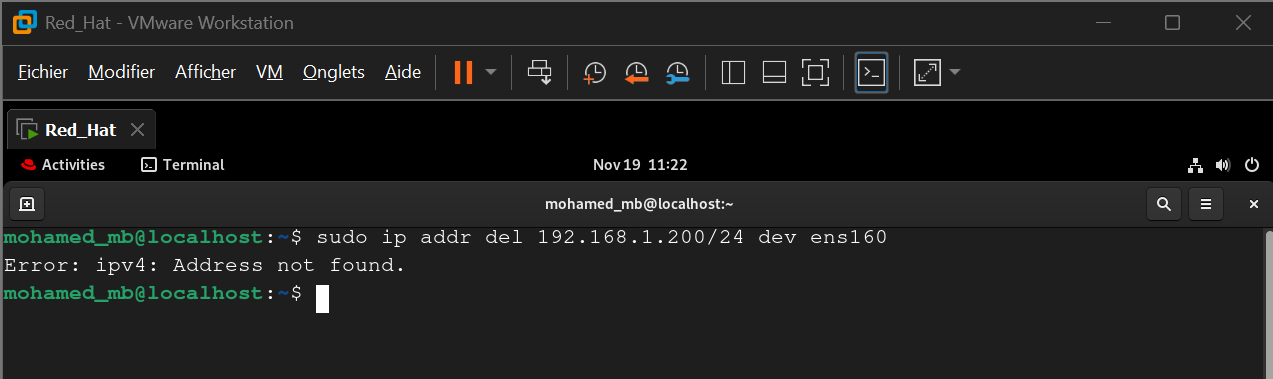 Red_Hat - VMware Workstation
Fichier Modifier Afficher VM Onglets Aide
Red_Hat
Activities Terminal Nov 19 11:22
mohamed_mb@localhost:~
mohamed_mb@localhost:~$ sudo ip addr del 192.168.1.200/24 dev ens160
Error: ipv4: Address not found.
mohamed_mb@localhost:~$